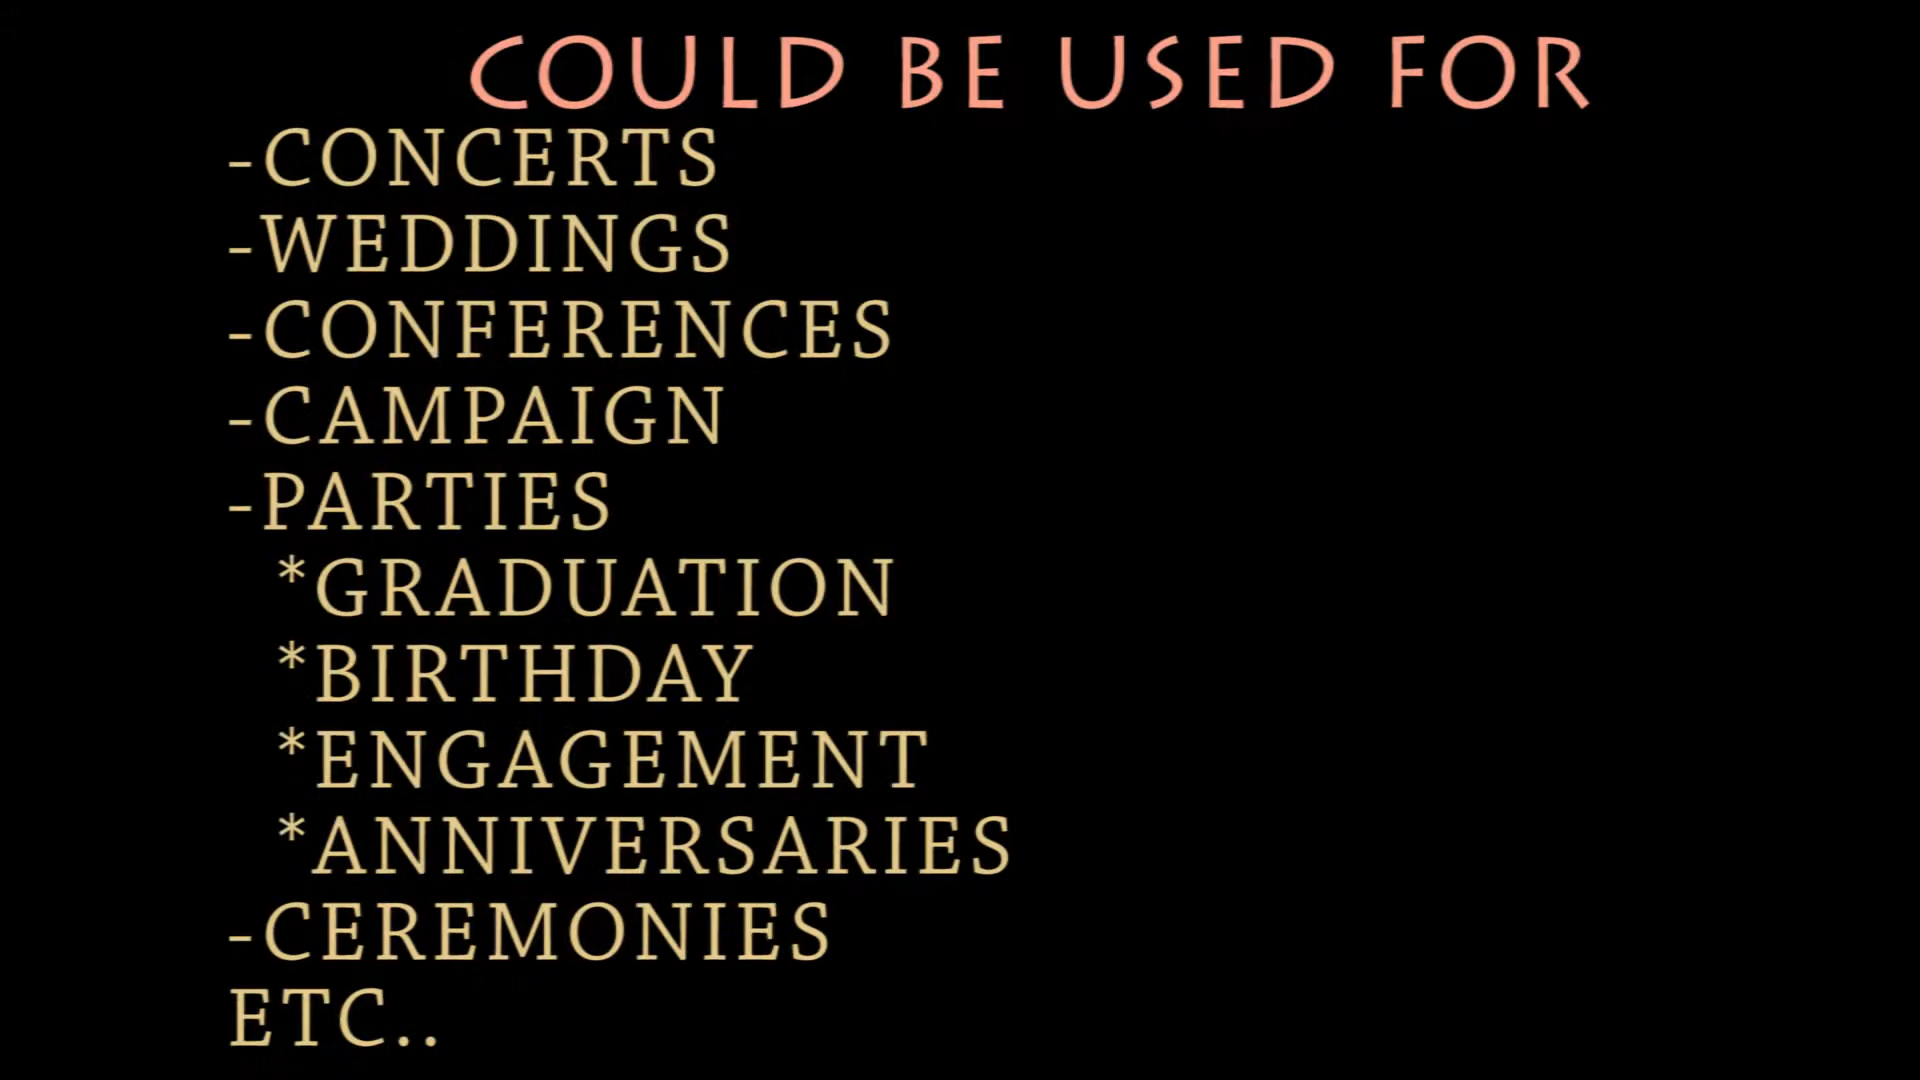 COULD BE USED FOR
-CONCERTS
-WEDDINGS
-CONFERENCES
-CAMPAIGN
-PARTIES
*GRADUATION
*BIRTHDAY
*ENGAGEMENT
*ANNIVERSARIES
-CEREMONIES
ETC..